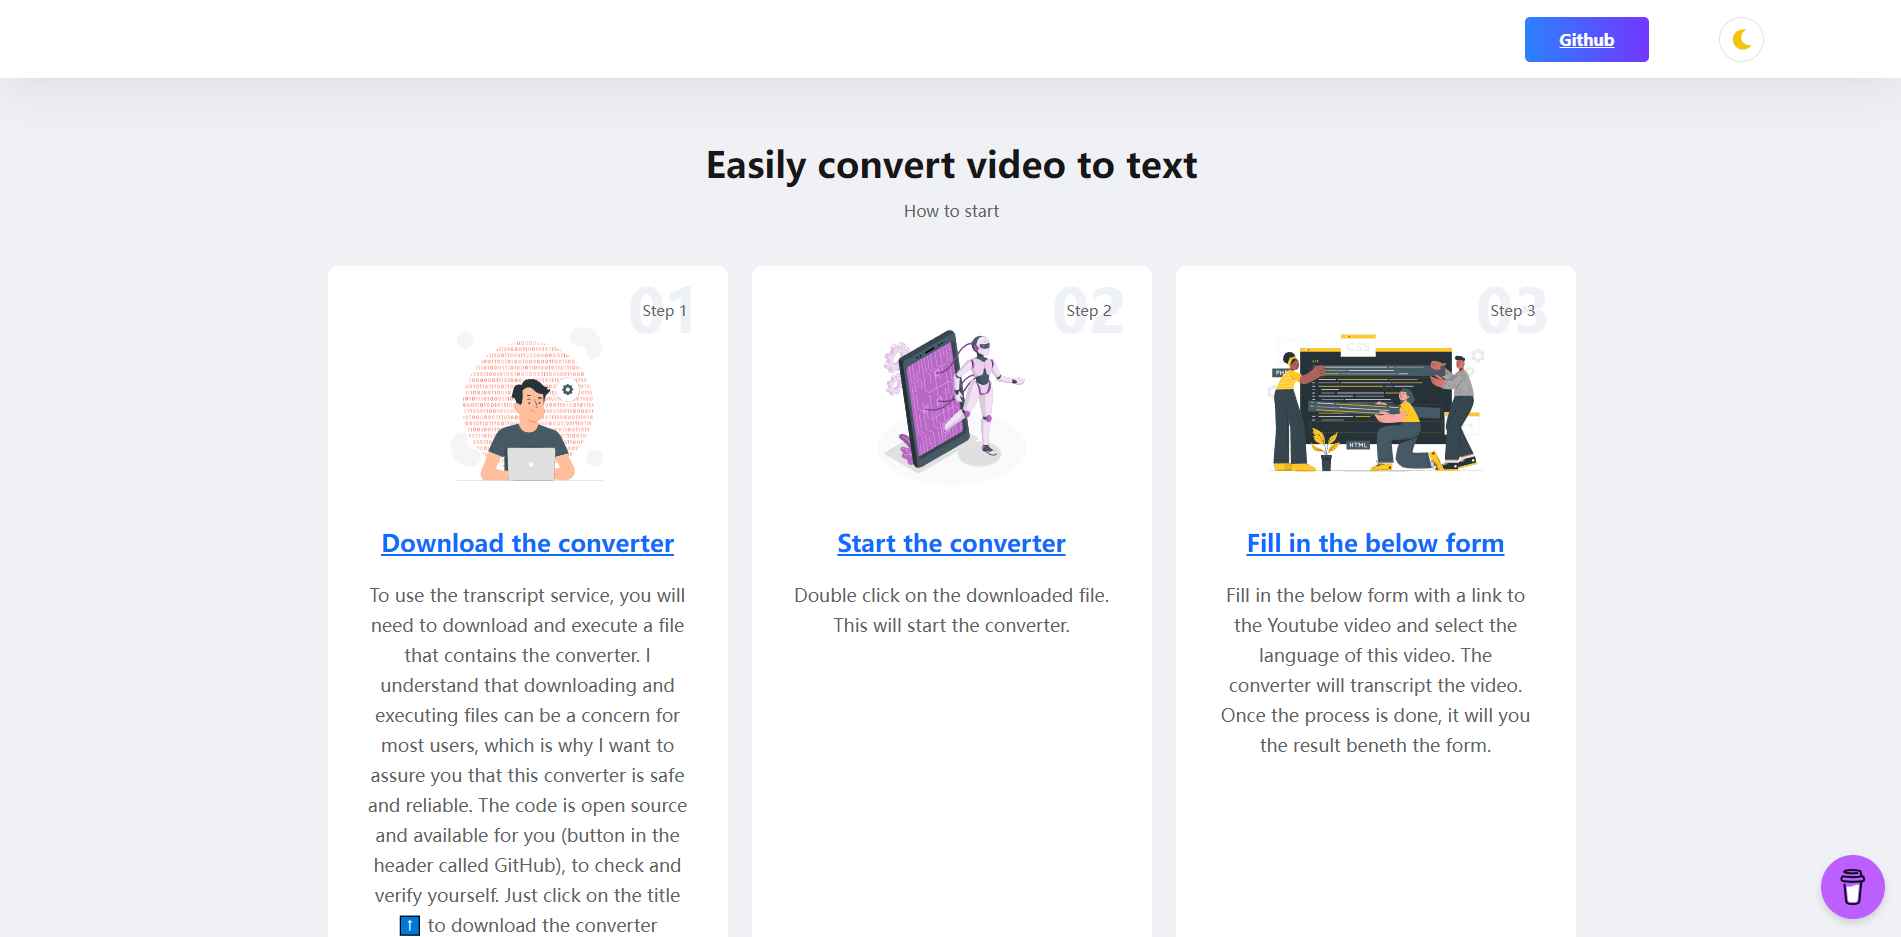 Github
Easily convert video to text
How to start
01
Step 1
Download the converter
To use the transcript service, you will
need to download and execute a file
that contains the converter. I
understand that downloading and
executing files can be a concern for
most users, which is why I want to
assure you that this converter is safe
and reliable. The code is open source
and available for you (button in the
header called GitHub), to check and
verify yourself. Just click on the title
⬆️ to download the converter
02
Step 2
Start the converter
Double click on the downloaded file.
This will start the converter.
03
Step 3
CSS
PH
HTML
Fill in the below form
Fill in the below form with a link to
the Youtube video and select the
language of this video. The
converter will transcript the video.
Once the process is done, it will you
the result beneth the form.